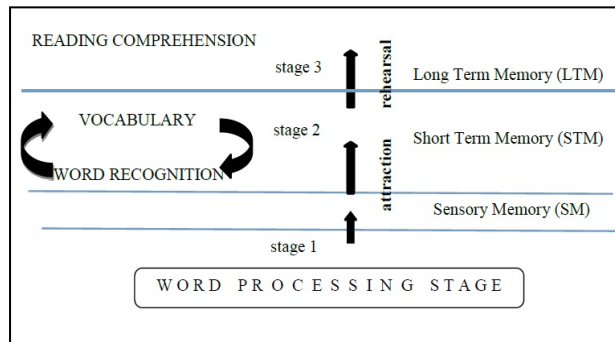 READING COMPREHENSION
stage 3
rehearsal
Long Term Memory (LTM)
VOCABULARY
stage 2
Short Term Memory (STM)
WORD RECOGNITION
attraction
Sensory Memory (SM)
stage 1
WORD PROCESSING STAGE